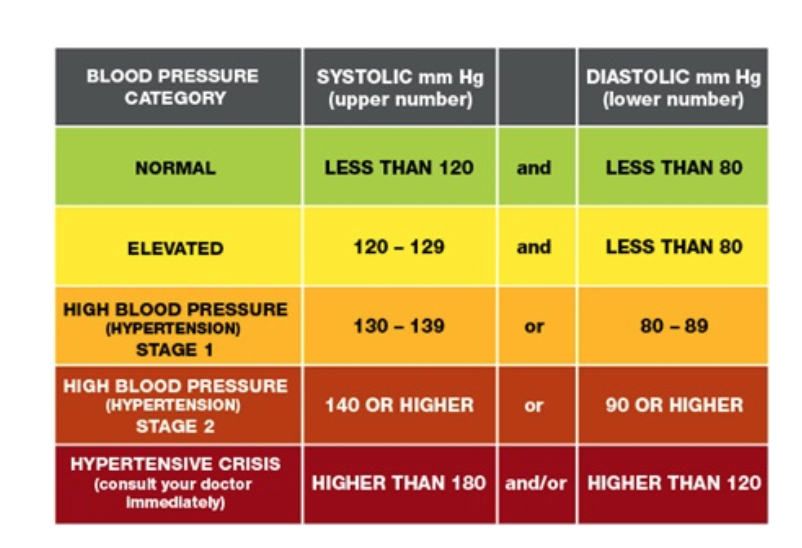 BLOOD PRESSURE SYSTOLIC mm Hg DIASTOLIC mm Hg
CATEGORY (upper number) (lower number)
NORMAL LESS THAN 120 and LESS THAN 80
ELEVATED 120 – 129 and LESS THAN 80
HIGH BLOOD PRESSURE
(HYPERTENSION) 130 – 139 or 80 – 89
STAGE 1
HIGH BLOOD PRESSURE
(HYPERTENSION) 140 OR HIGHER or 90 OR HIGHER
STAGE 2
HYPERTENSIVE CRISIS
(consult your doctor HIGHER THAN 180 and/or HIGHER THAN 120
immediately)